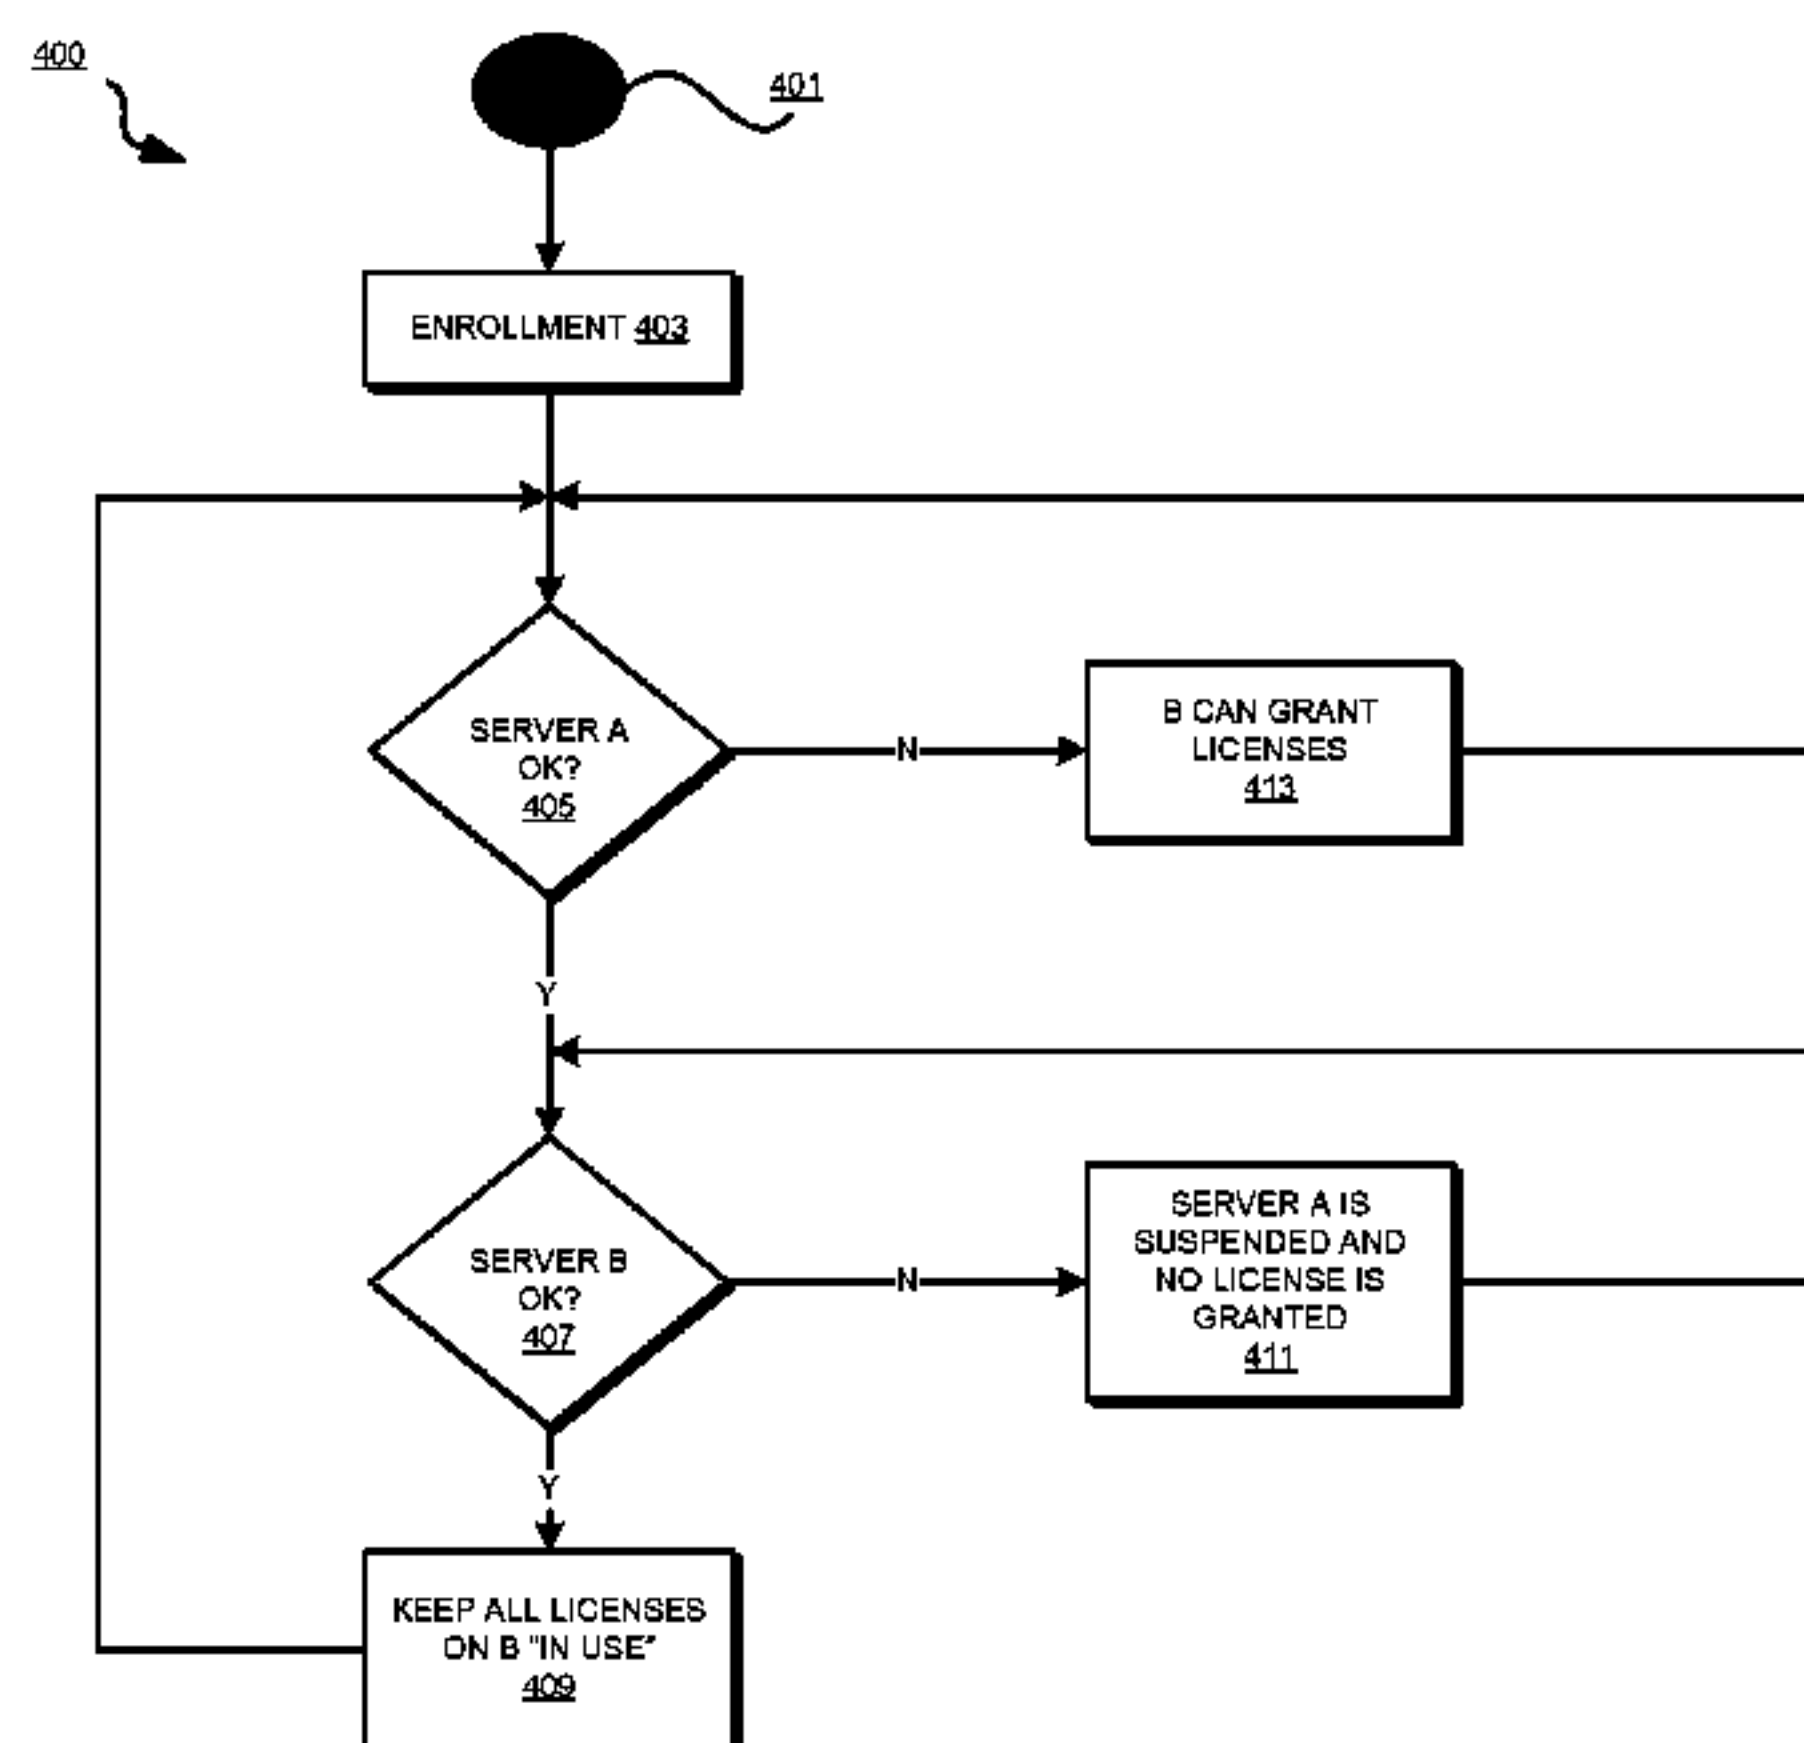 400
401
ENROLLMENT 403
SERVER A
OK?
405
N
B CAN GRANT
LICENSES
413
Y
SERVER B
OK?
407
N
SERVER A IS
SUSPENDED AND
NO LICENSE IS
GRANTED
411
Y
KEEP ALL LICENSES
ON B "IN USE"
409